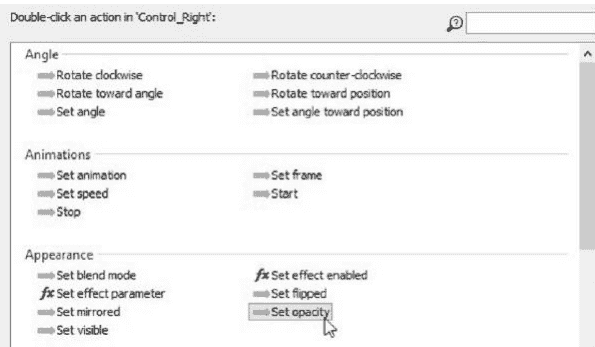 Double-click an action in 'Control_Right':
Angle
Rotate clockwise Rotate counter-clockwise
Rotate toward angle Rotate toward position
Set angle Set angle toward position
Animations
Set animation Set frame
Set speed Start
Stop
Appearance
Set blend mode fx Set effect enabled
fx Set effect parameter Set flipped
Set mirrored Set opacity
Set visible